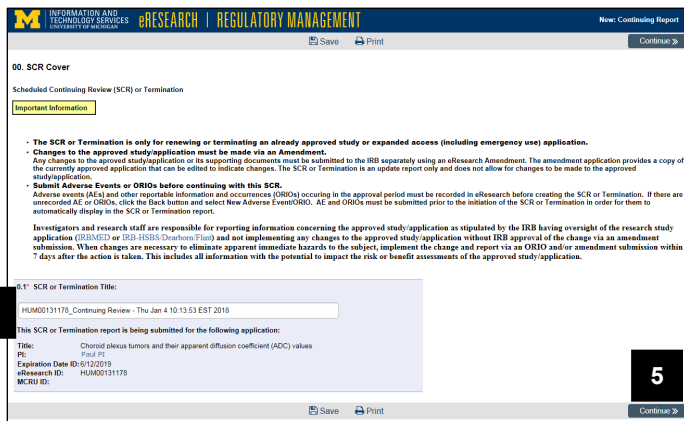 INFORMATION AND
TECHNOLOGY SERVICES
UNIVERSITY OF MICHIGAN
eRESEARCH | REGULATORY MANAGEMENT
New: Continuing Report
Save Print Continue »
00. SCR Cover
Scheduled Continuing Review (SCR) or Termination
Important Information
• The SCR or Termination is only for renewing or terminating an already approved study or expanded access (including emergency use) application.
• Changes to the approved study/application must be made via an Amendment.
Any changes to the aproved study/application or its supporting documents must be submitted to the IRB separately using an eResearch Amendment. The amendment application provides a copy of
the currently approved application that can be edited to indicate changes. The SCR or Termination is an update report only and does not allow for changes to be made to the approved
study/application.
• Submit Adverse Events or ORIOs before continuing with this SCR.
Adverse events (AEs) and other reportable information and occurrences (ORIOs) occuring in the approval period must be recorded in eResearch before creating the SCR or Termination. If there are
unrecorded AE or ORIOs, click the Back button and select New Adverse Event/ORIO. AE and ORIOs must be submitted prior to the initiation of the SCR or Termination in order for them to
automatically display in the SCR or Termination report.
Investigators and research staff are responsible for reporting information concerning the approved study/application as stipulated by the IRB having oversight of the research study
application (IRBMED or IRB-HSBS/Dearborn/Flint) and not implementing any changes to the approved study/application without IRB approval of the change via an amendment
submission. When changes are necessary to eliminate apparent immediate hazards to the subject, implement the change and report via an ORIO and/or amendment submission within
7 days after the action is taken. This includes all information with the potential to impact the risk or benefit assessments of the approved study/application.
0.1* SCR or Termination Title:
HUM00131178_Continuing Review - Thu Jan 4 10:13:53 EST 2018
This SCR or Termination report is being submitted for the following application:
Title: Choroid plexus tumors and their apparent diffusion coefficient (ADC) values
PI: Paul PI
Expiration Date ID: 6/12/2019
eResearch ID: HUM00131178
MCRU ID:
5
Save Print Continue »